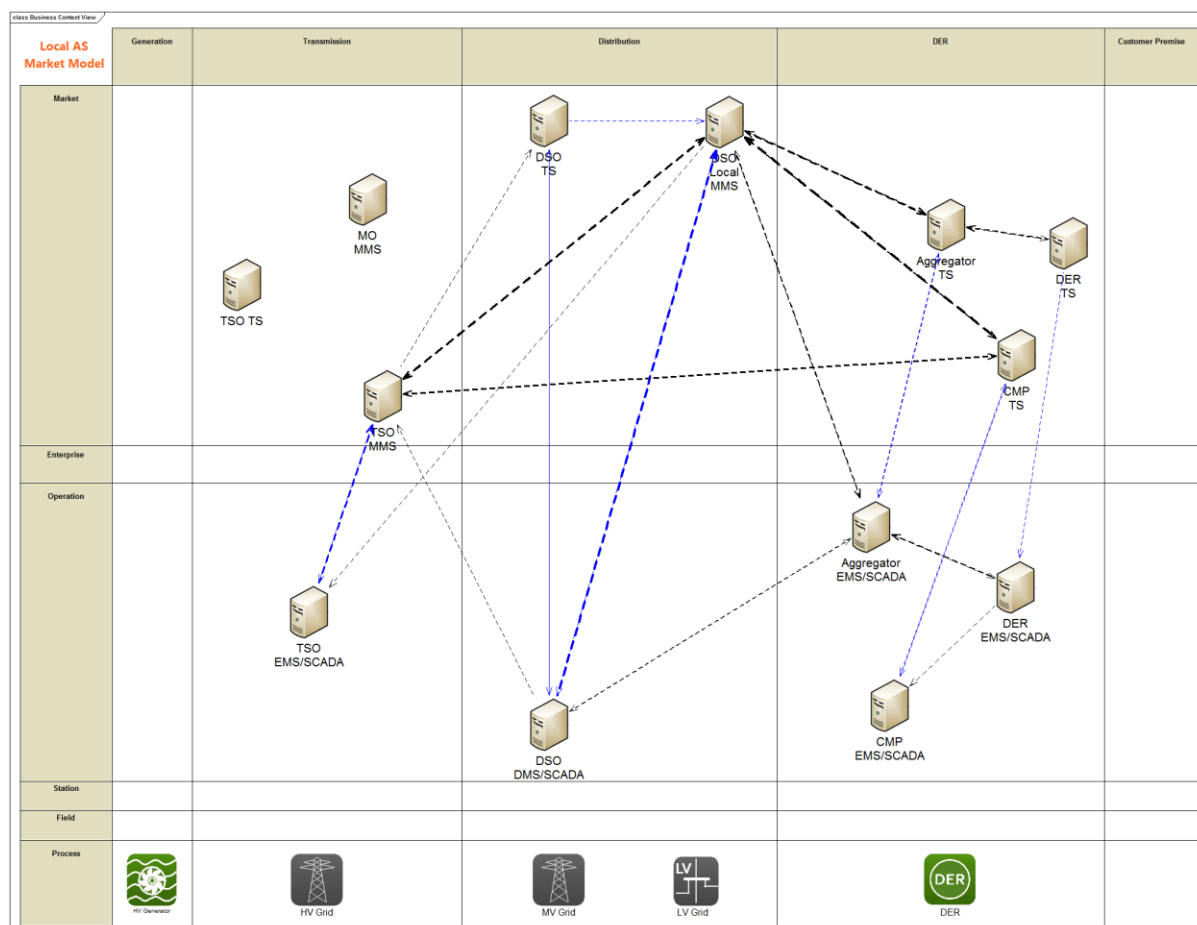 class Business Context View
Local AS
Market Model
Generation
Transmission
Distribution
DER
Customer Premise
Market
DSO
TS
DSO
Local
MMS
MO
MMS
Aggregator
TS
DER
TS
TSO TS
CMP
TS
TSO
MMS
Enterprise
Operation
Aggregator
EMS/SCADA
DER
EMS/SCADA
TSO
EMS/SCADA
CMP
EMS/SCADA
DSO
DMS/SCADA
Station
Field
Process
LV
DER
HV Generator
HV Grid
MV Grid
LV Grid
DER